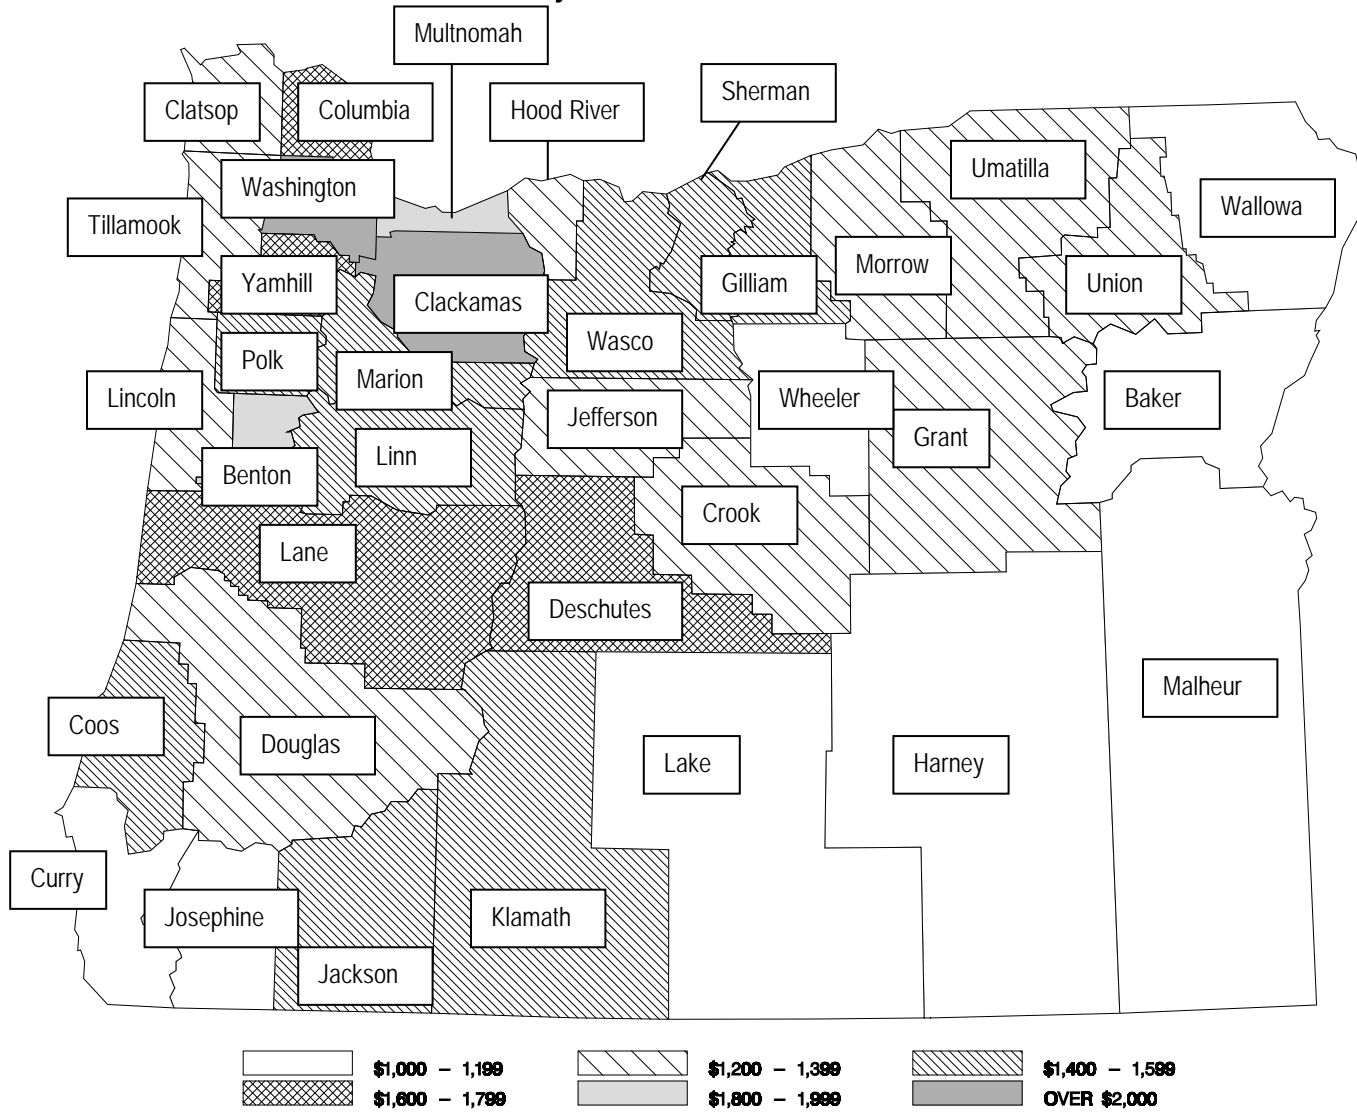 Multnomah
Sherman
Clatsop
Columbia
Hood River
Umatilla
Washington
Wallowa
Tillamook
Morrow
Yamhill
Gilliam
Union
Clackamas
Wasco
Polk
Marion
Lincoln
Wheeler
Baker
Jefferson
Grant
Linn
Benton
Crook
Lane
Deschutes
Malheur
Coos
Douglas
Lake
Harney
Curry
Josephine
Klamath
Jackson
$1,000 – 1,199
$1,200 – 1,399
$1,400 – 1,599
$1,600 – 1,799
$1,800 – 1,999
OVER $2,000